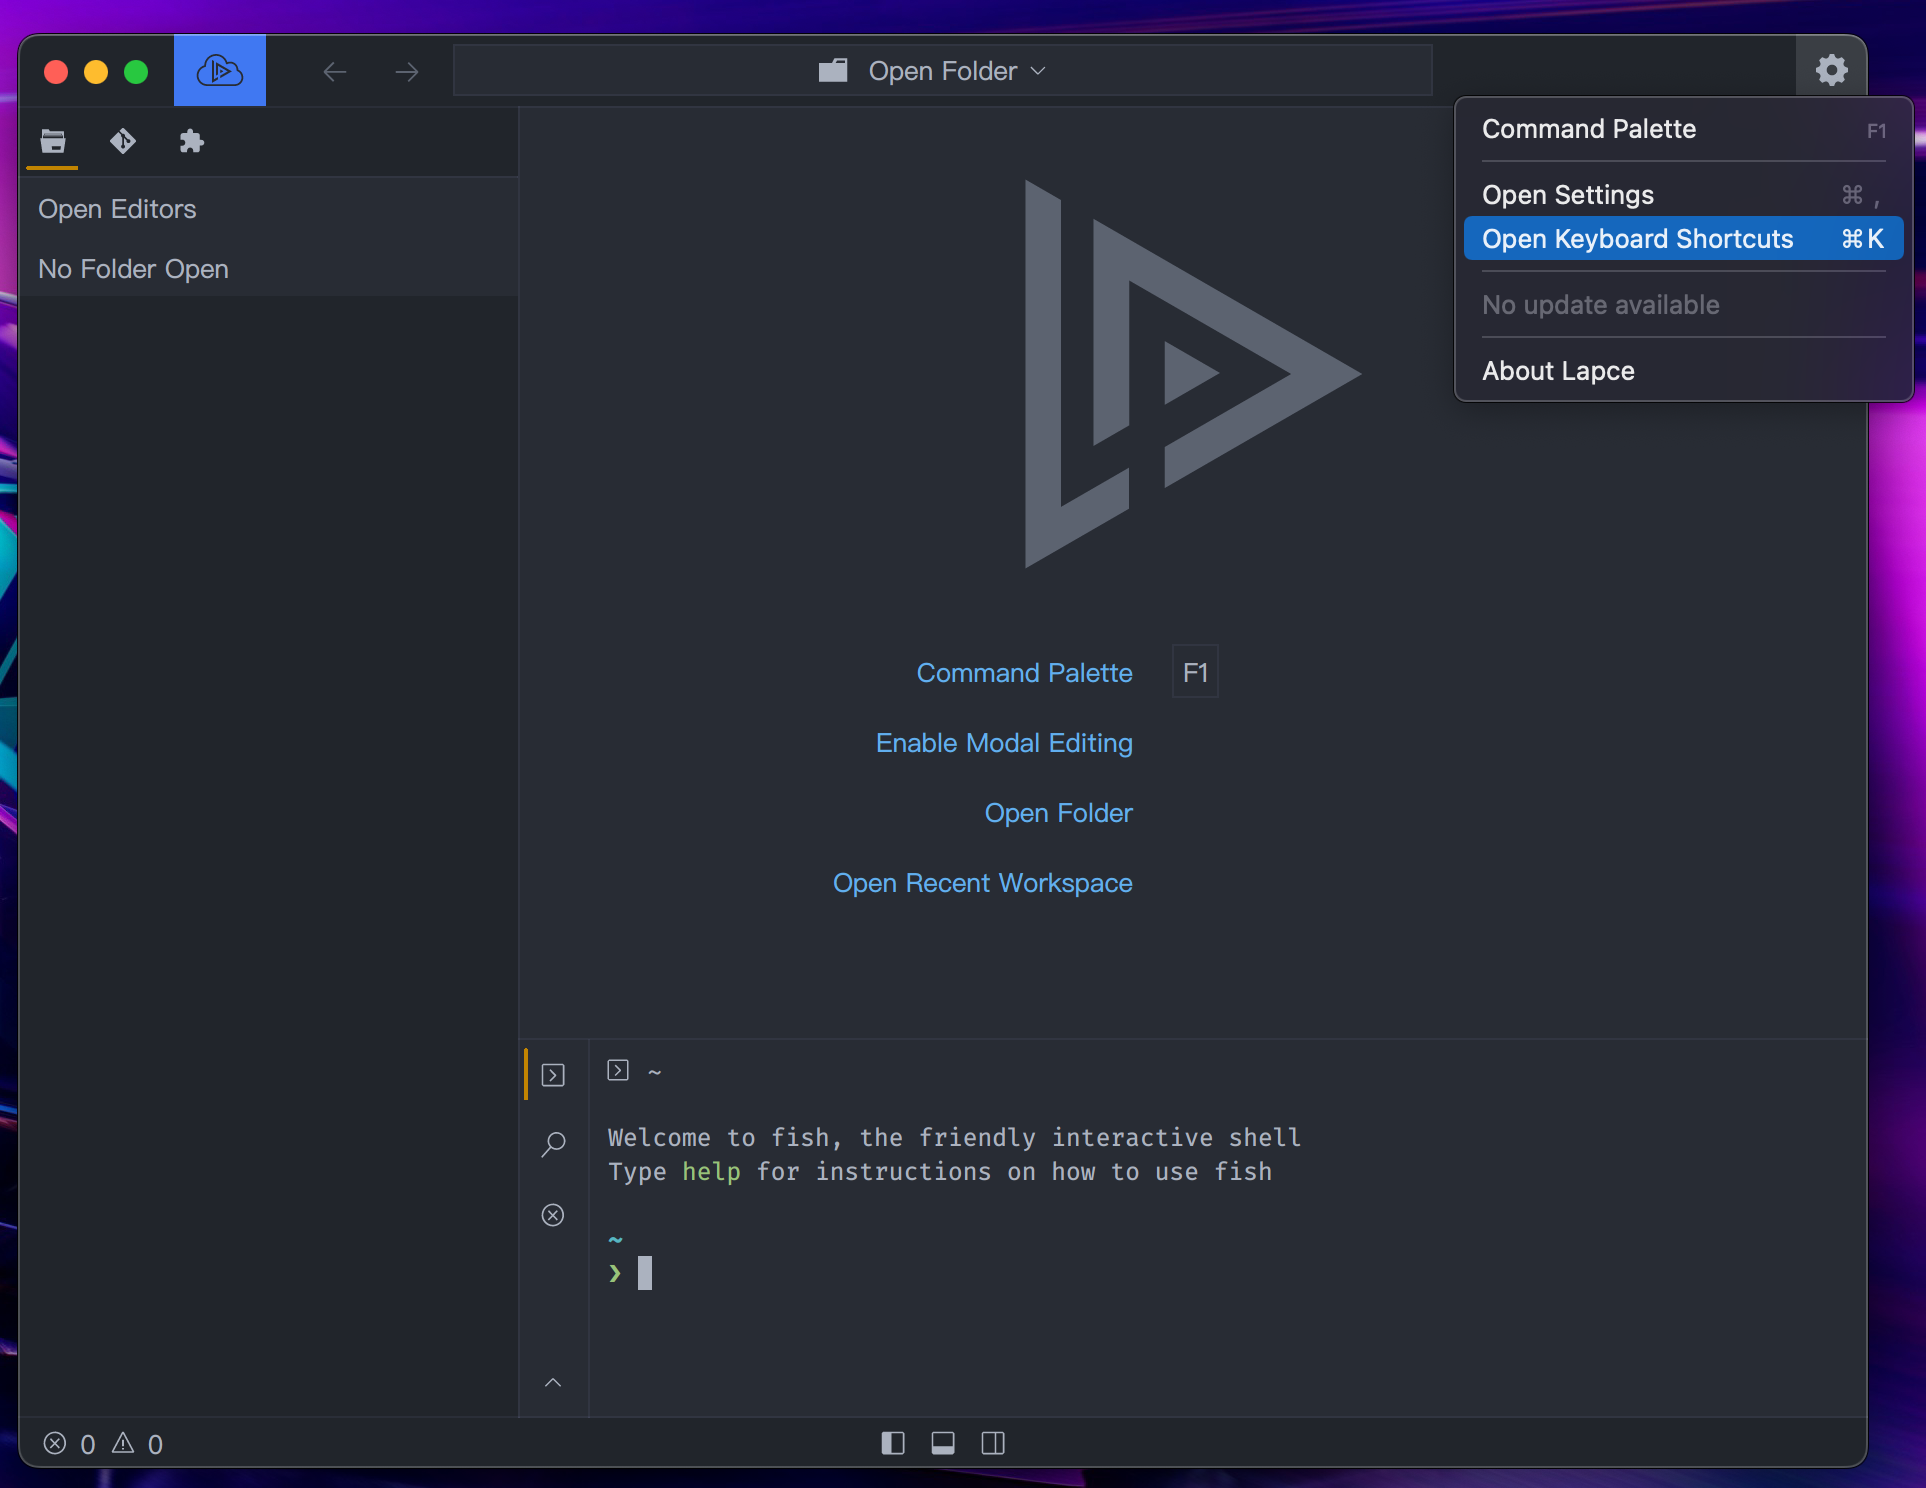 Open Folder
Command Palette F1
Open Settings ⌘ ,
Open Keyboard Shortcuts ⌘K
No update available
About Lapce
Open Editors
No Folder Open
Command Palette F1
Enable Modal Editing
Open Folder
Open Recent Workspace
~
Welcome to fish, the friendly interactive shell
Type help for instructions on how to use fish
~
❯
0 0